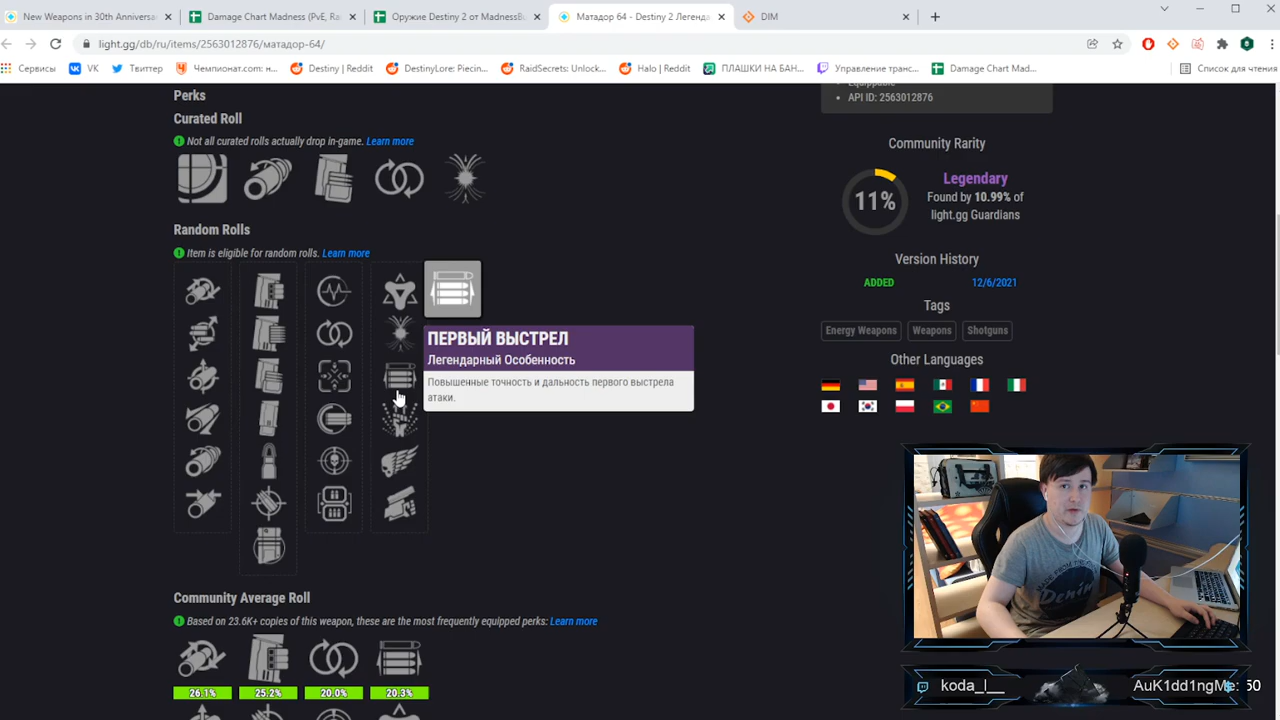 New Weapons in 30th Anniversa
Damage Chart Madness (PvE, Ra
Оружие Destiny 2 от MadnessBu
Матадор 64 - Destiny 2 Легенда
DIM
light.gg/db/ru/items/2563012876/матадор-64/
Сервисы
VK
Твиттер
Чемпионат.com: н...
Destiny | Reddit
DestinyLore: Piecin...
RaidSecrets: Unlock...
Halo | Reddit
ПЛАШКИ НА БАН...
Управление транс...
Damage Chart Mad...
Список для чтения
Perks
Curated Roll
Not all curated rolls actually drop in-game. Learn more
Random Rolls
Item is eligible for random rolls. Learn more
ПЕРВЫЙ ВЫСТРЕЛ
Легендарный Особенность
Повышенные точность и дальность первого выстрела
атаки.
Community Average Roll
Based on 23.6K+ copies of this weapon, these are the most frequently equipped perks: Learn more
26.1%
25.2%
20.0%
20.3%
Equippable
API ID: 2563012876
Community Rarity
11%
Legendary
Found by 10.99% of
light.gg Guardians
Version History
ADDED
12/6/2021
Tags
Energy Weapons
Weapons
Shotguns
Other Languages
koda_|__
AuK1dd1ngMe: 50